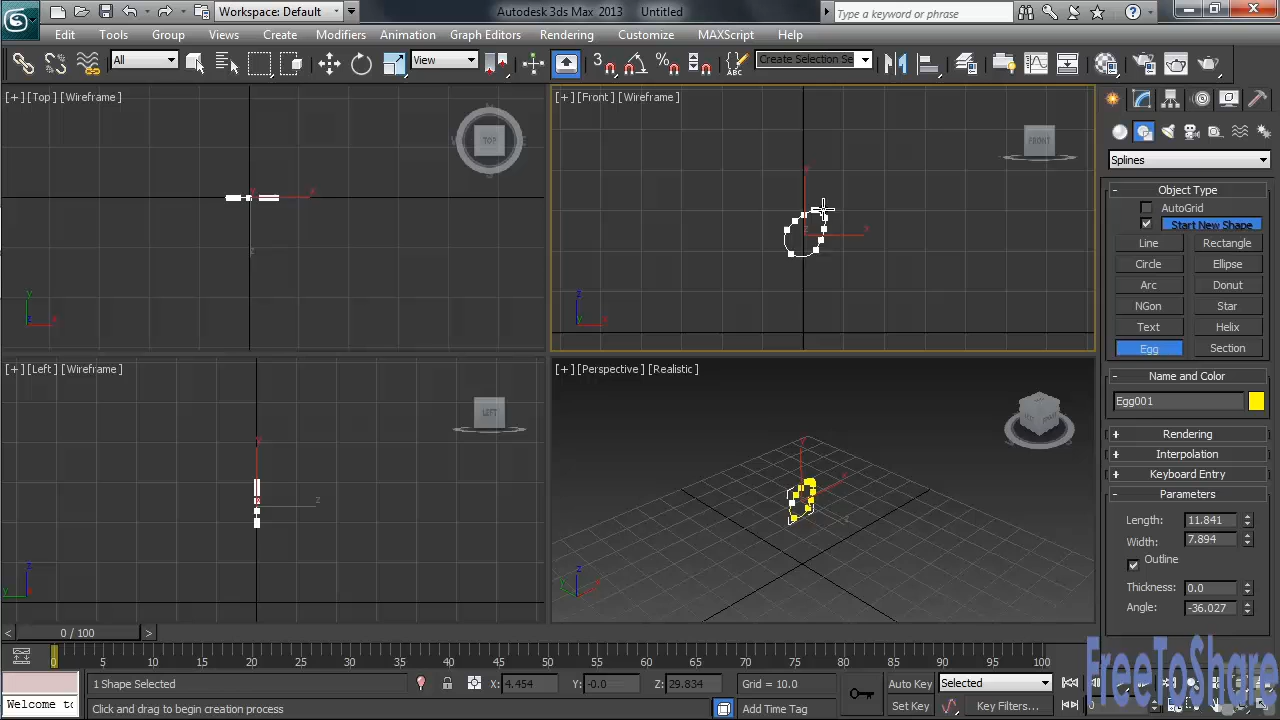 Workspace: Default
Autodesk 3ds Max 2013 Untitled
Type a keyword or phrase
Edit Tools Group Views Create Modifiers Animation Graph Editors Rendering Customize MAXScript Help
All
View
3
Create Selection Se
[+] [Top] [Wireframe]
TOP
[+] [Front] [Wireframe]
FRONT
[+] [Left] [Wireframe]
LEFT
[+] [Perspective] [Realistic]
Splines
Object Type
AutoGrid
Start New Shape
Line Rectangle
Circle Ellipse
Arc Donut
NGon Star
Text Helix
Egg Section
Name and Color
Egg001
+ Rendering
+ Interpolation
+ Keyboard Entry
- Parameters
Length: 11.841
Width: 7.894
Outline
Thickness: 0.0
Angle: -36.027
< 0 / 100 >
0 5 10 15 20 25 30 35 40 45 50 55 60 65 70 75 80 85 90 95 100
1 Shape Selected
X: 4.454 Y: -0.0 Z: 29.834 Grid = 10.0
Auto Key Selected
Welcome to
Click and drag to begin creation process
Add Time Tag
Set Key Key Filters... 0
FreeToShare